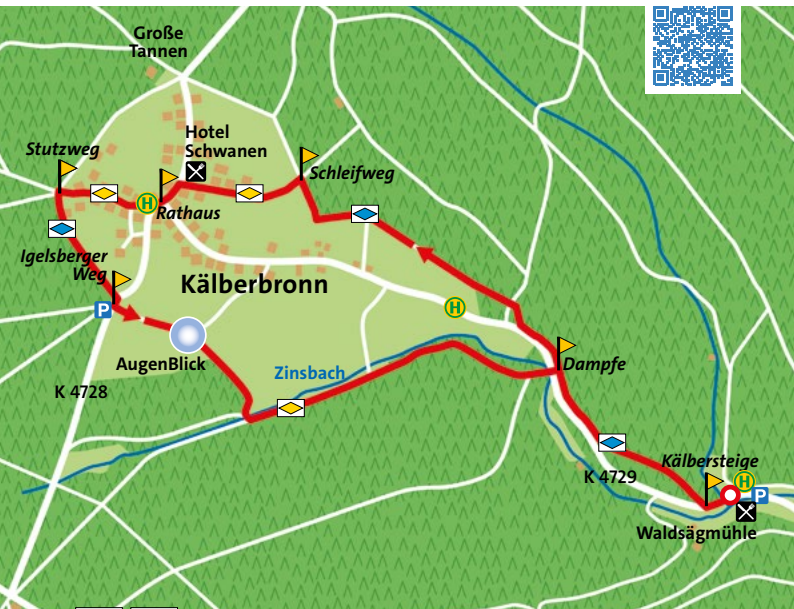 Große
Tannen
Hotel
Schwanen
Stutzweg
Schleifweg
H
Rathaus
Igelsberger
Weg
Kälberbronn
P
H
AugenBlick
Zinsbach
Dampfe
K 4728
Kälbersteige
K 4729
H
P
Waldsägmühle